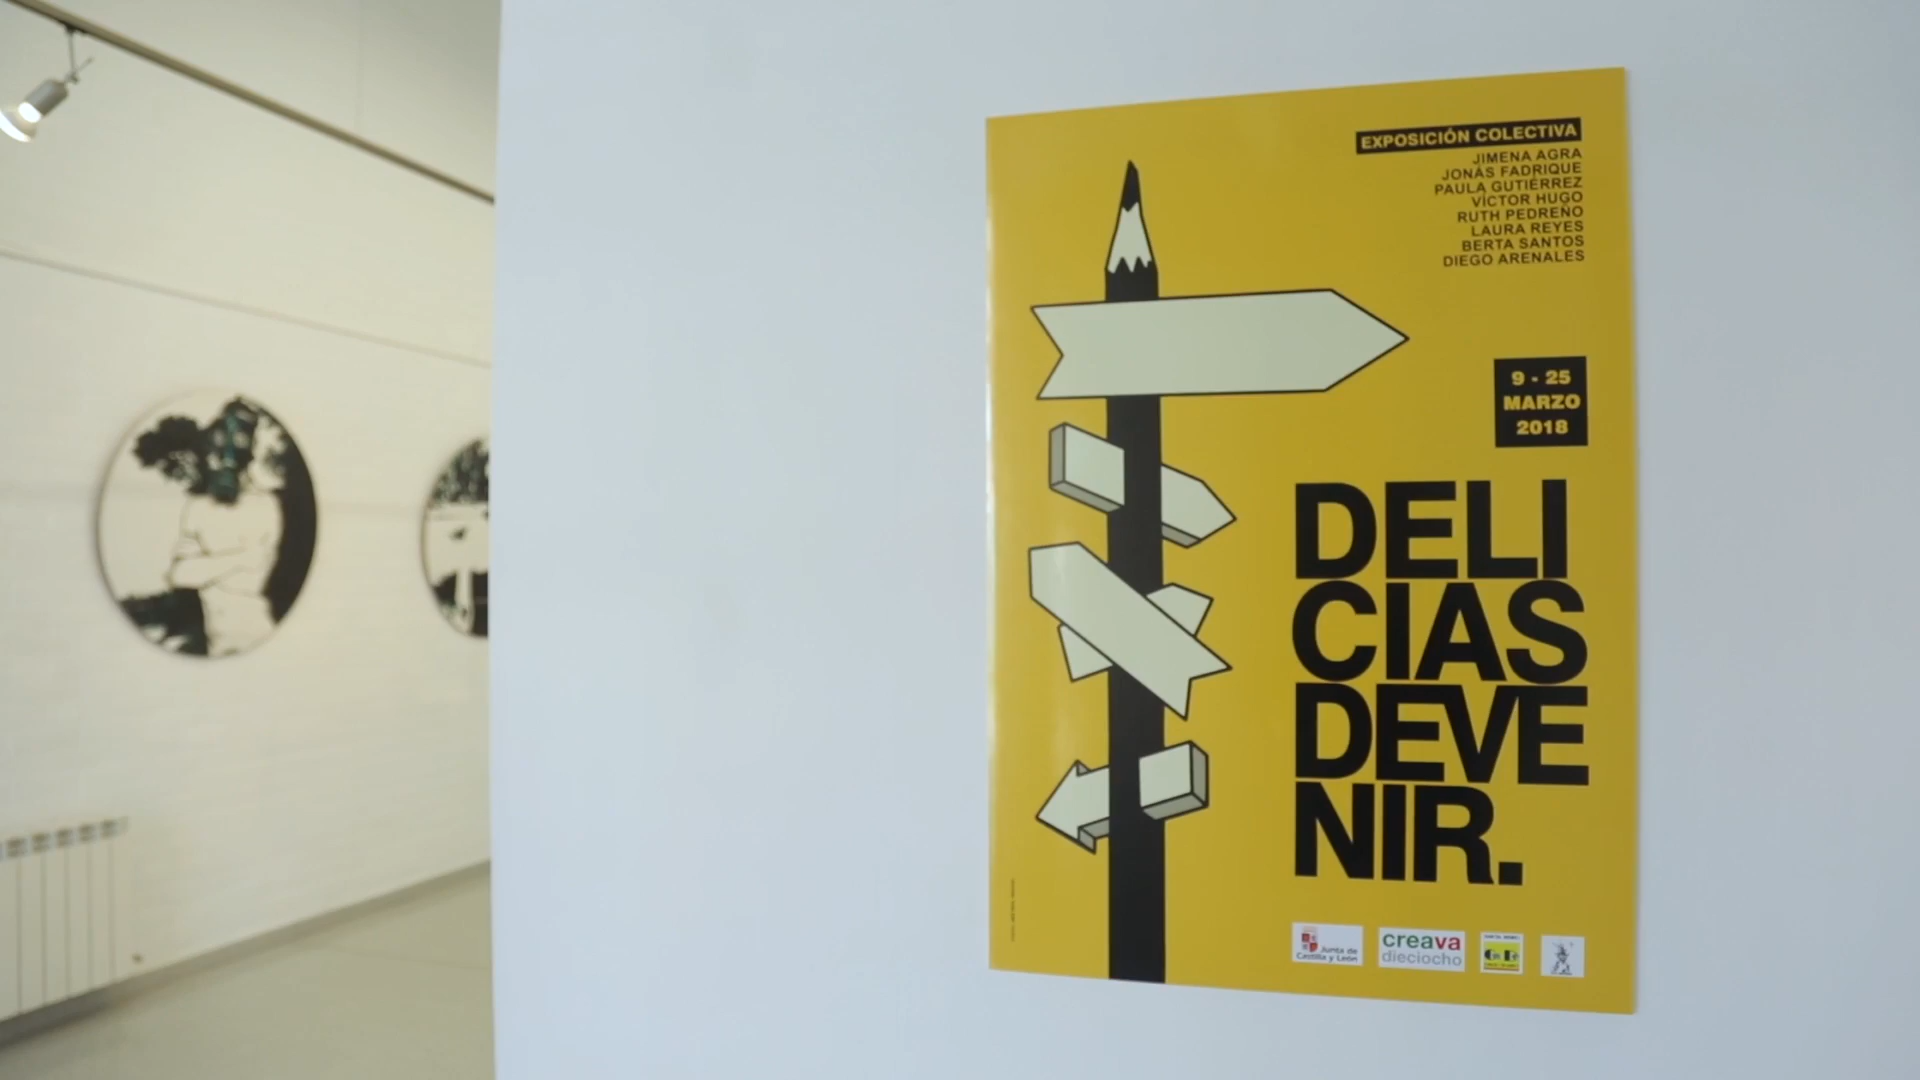 EXPOSICIÓN COLECTIVA
JIMENA AGRA
JONÁS FADRIQUE
PAULA GUTIÉRREZ
VÍCTOR HUGO
RUTH PEDREÑO
LAURA REYES
BERTA SANTOS
DIEGO ARENALES
9 - 25
MARZO
2018
DELI
CIAS
DEVE
NIR.
Junta de
Castilla y León
creava
dieciocho